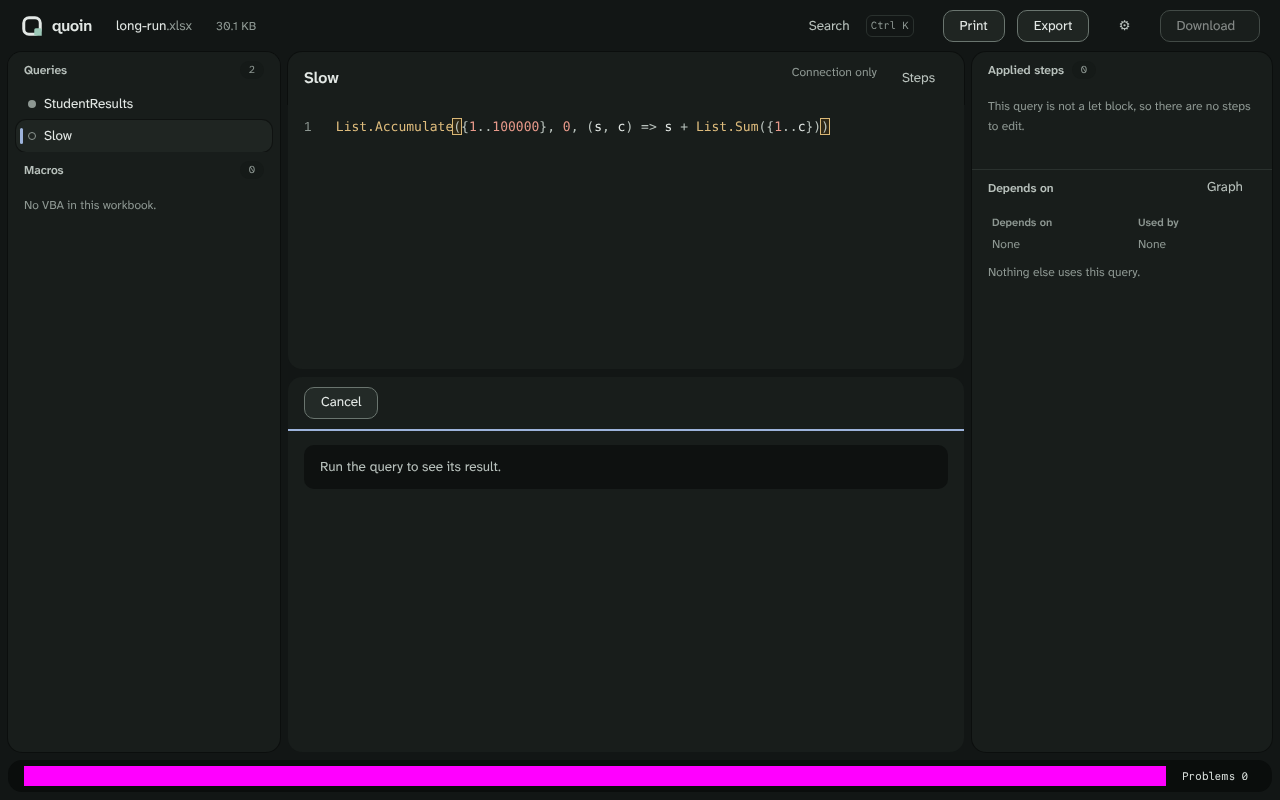 quoin
long-run.xlsx
30.1 KB
Search
Ctrl K
Print
Export
Download
Queries
2
StudentResults
Slow
Macros
0
No VBA in this workbook.
Slow
Connection only
Steps
1
List.Accumulate({1..100000}, 0, (s, c) => s + List.Sum({1..c}))
Cancel
Run the query to see its result.
Applied steps
0
This query is not a let block, so there are no steps
to edit.
Depends on
Graph
Depends on
Used by
None
None
Nothing else uses this query.
Problems 0